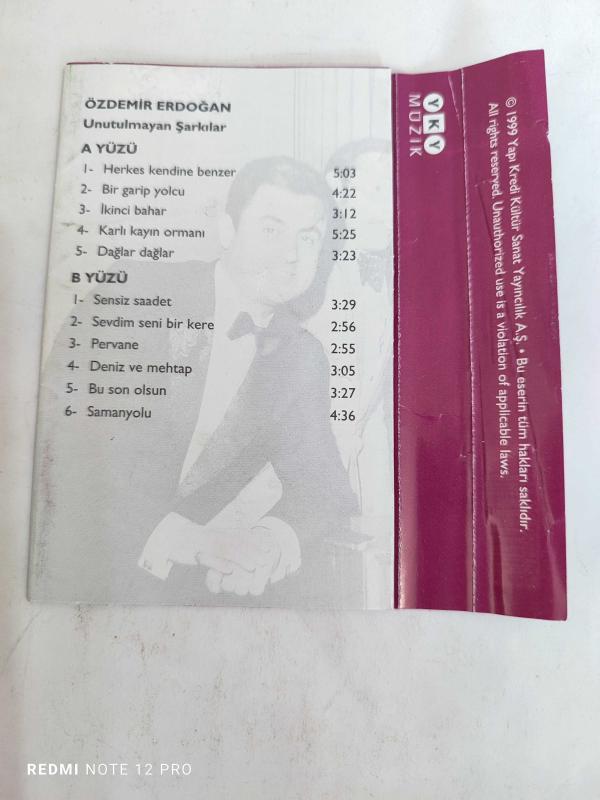 ÖZDEMİR ERDOĞAN
Unutulmayan Şarkılar
A YÜZÜ
1- Herkes kendine benzer 5:03
2- Bir garip yolcu 4:22
3- İkinci bahar 3:12
4- Karlı kayın ormanı 5:25
5- Dağlar dağlar 3:23
B YÜZÜ
1- Sensiz saadet 3:29
2- Sevdim seni bir kere 2:56
3- Pervane 2:55
4- Deniz ve mehtap 3:05
5- Bu son olsun 3:27
6- Samanyolu 4:36
YKY
MÜZİK
© 1999 Yapı Kredi Kültür Sanat Yayıncılık A.Ş. • Bu eserin tüm hakları saklıdır.
All rights reserved. Unauthorized use is a violation of applicable laws.
REDMI NOTE 12 PRO